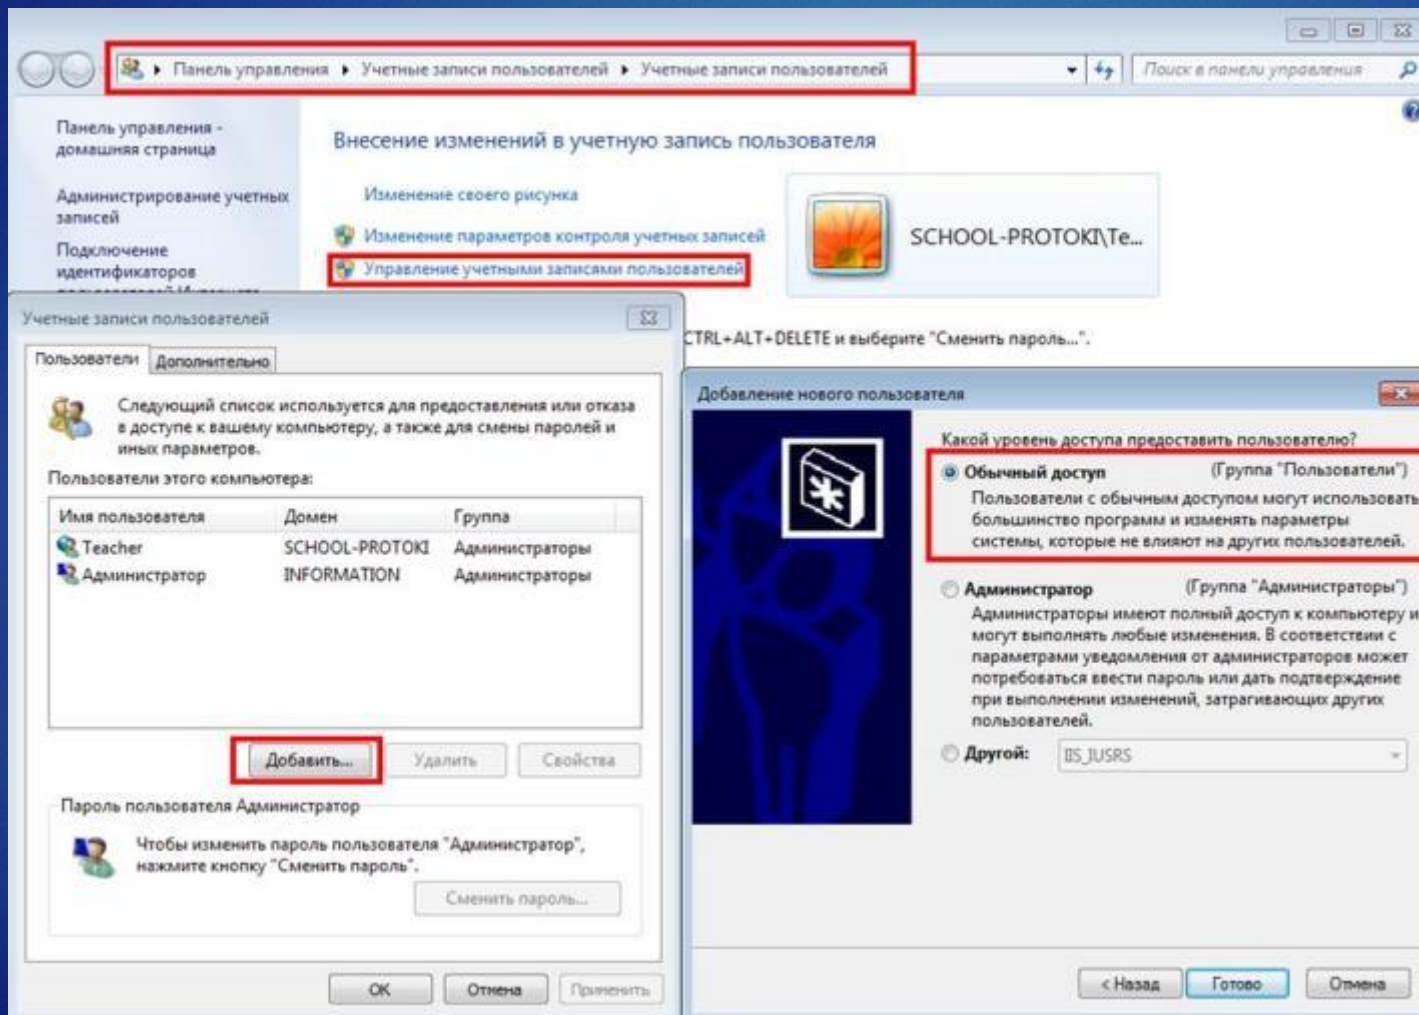 Панель управления ▸ Учетные записи пользователей ▸ Учетные записи пользователей
Поиск в панели управления
Панель управления -
домашняя страница
Администрирование учетных
записей
Подключение
идентификаторов
Внесение изменений в учетную запись пользователя
Изменение своего рисунка
Изменение параметров контроля учетных записей
Управление учетными записями пользователей
SCHOOL-PROTOKI\Te...
CTRL+ALT+DELETE и выберите "Сменить пароль...".
Учетные записи пользователей
Пользователи
Дополнительно
Следующий список используется для предоставления или отказа
в доступе к вашему компьютеру, а также для смены паролей и
иных параметров.
Пользователи этого компьютера:
Имя пользователя Домен Группа
Teacher SCHOOL-PROTOKI Администраторы
Администратор INFORMATION Администраторы
Добавить... Удалить Свойства
Пароль пользователя Администратор
Чтобы изменить пароль пользователя "Администратор",
нажмите кнопку "Сменить пароль".
Сменить пароль...
ОК Отмена Применить
Добавление нового пользователя
Какой уровень доступа предоставить пользователю?
Обычный доступ (Группа "Пользователи")
Пользователи с обычным доступом могут использовать
большинство программ и изменять параметры
системы, которые не влияют на других пользователей.
Администратор (Группа "Администраторы")
Администраторы имеют полный доступ к компьютеру и
могут выполнять любые изменения. В соответствии с
параметрами уведомления от администраторов может
потребоваться ввести пароль или дать подтверждение
при выполнении изменений, затрагивающих других
пользователей.
Другой: IIS_IUSRS
< Назад Готово Отмена